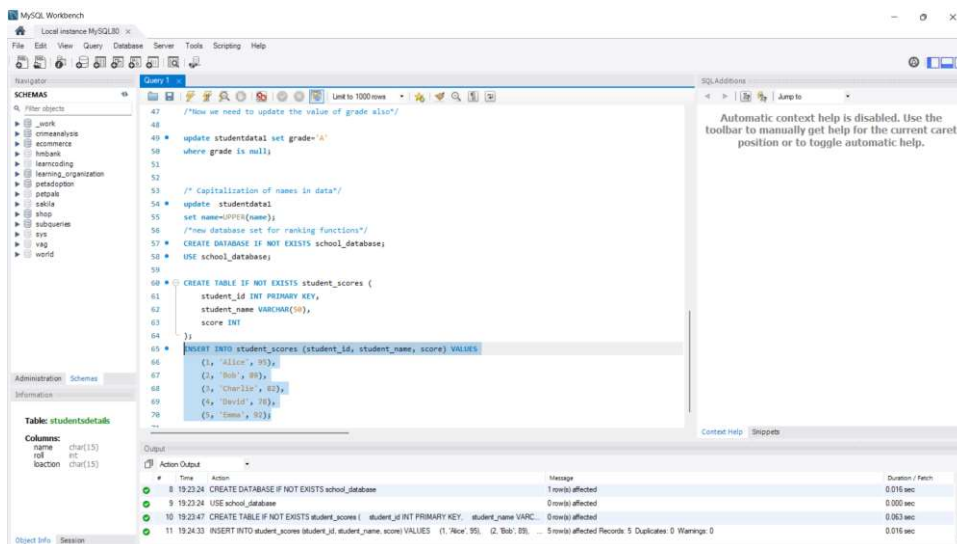 MySQL Workbench
Local instance MySQL80 ×
File Edit View Query Database Server Tools Scripting Help
Navigator
SCHEMAS
Filter objects
_work
crimeanalysis
ecommerce
hmbank
learncoding
learning_organization
petadoption
petpals
sakila
shop
subqueries
sys
vag
world
Administration Schemas
Information
Table: studentsdetails
Columns:
name char(15)
roll int
loaction char(15)
Object Info Session
Query 1 ×
Limit to 1000 rows
47 /*Now we need to update the value of grade also*/
48
49 update studentdata1 set grade='A'
50 where grade is null;
51
52
53 /* Capitalization of names in data*/
54 update studentdata1
55 set name=UPPER(name);
56 /*new database set for ranking functions*/
57 CREATE DATABASE IF NOT EXISTS school_database;
58 USE school_database;
59
60 CREATE TABLE IF NOT EXISTS student_scores (
61 student_id INT PRIMARY KEY,
62 student_name VARCHAR(50),
63 score INT
64 );
65 INSERT INTO student_scores (student_id, student_name, score) VALUES
66 (1, 'Alice', 95),
67 (2, 'Bob', 89),
68 (3, 'Charlie', 82),
69 (4, 'David', 78),
70 (5, 'Emma', 92);
SQLAdditions
Jump to
Automatic context help is disabled. Use the
toolbar to manually get help for the current caret
position or to toggle automatic help.
Context Help Snippets
Output
Action Output
# Time Action Message Duration / Fetch
8 19:23:24 CREATE DATABASE IF NOT EXISTS school_database 1 row(s) affected 0.016 sec
9 19:23:24 USE school_database 0 row(s) affected 0.000 sec
10 19:23:47 CREATE TABLE IF NOT EXISTS student_scores ( student_id INT PRIMARY KEY, student_name VARC... 0 row(s) affected 0.063 sec
11 19:24:33 INSERT INTO student_scores (student_id, student_name, score) VALUES (1, 'Alice', 95), (2, 'Bob', 89), ... 5 row(s) affected Records: 5 Duplicates: 0 Warnings: 0 0.016 sec